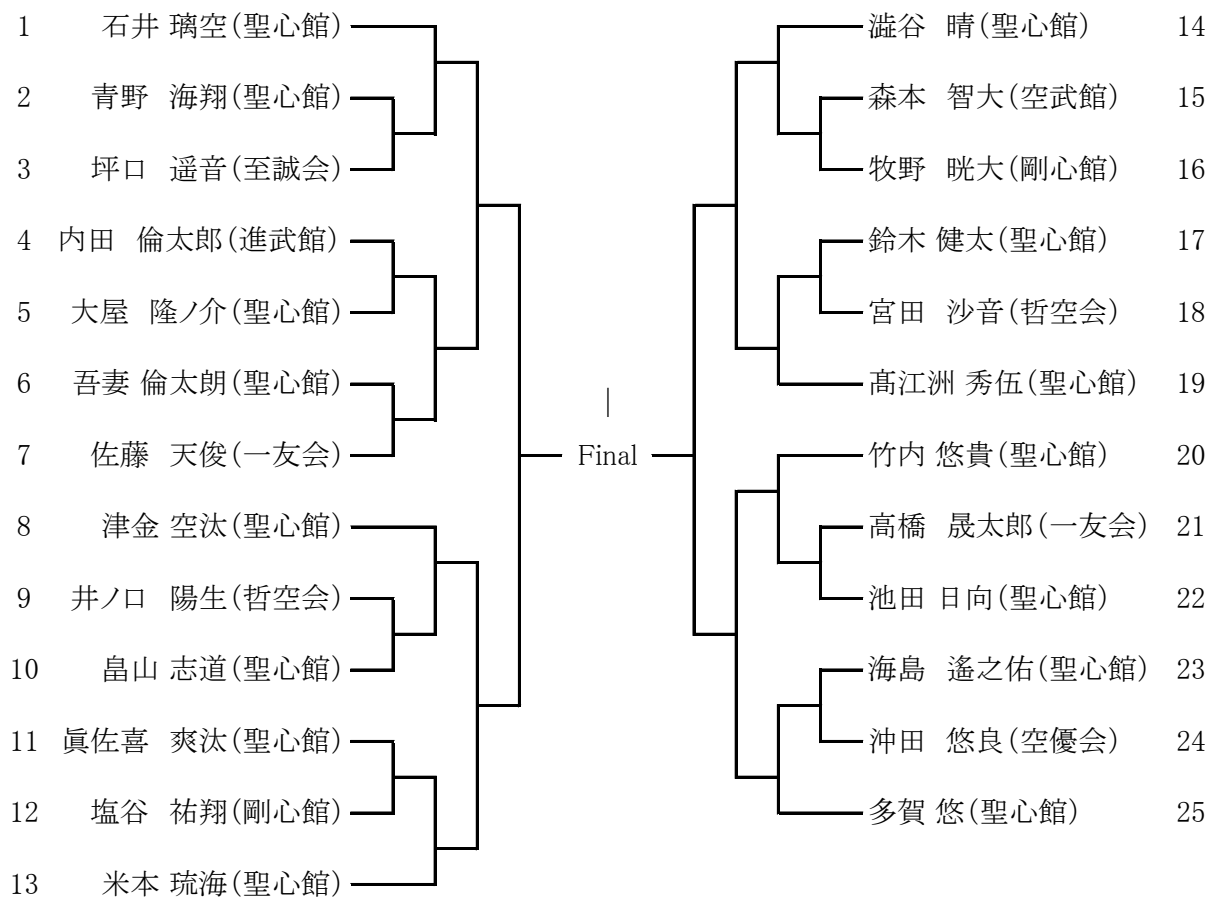 1 石井 璃空(聖心館)
2 青野 海翔(聖心館)
3 坪口 遥音(至誠会)
4 内田 倫太郎(進武館)
5 大屋 隆ノ介(聖心館)
6 吾妻 倫太朗(聖心館)
7 佐藤 天俊(一友会)
8 津金 空汰(聖心館)
9 井ノ口 陽生(哲空会)
10 畠山 志道(聖心館)
11 眞佐喜 爽汰(聖心館)
12 塩谷 祐翔(剛心館)
13 米本 琉海(聖心館)
|
Final
澁谷 晴(聖心館) 14
森本 智大(空武館) 15
牧野 晄大(剛心館) 16
鈴木 健太(聖心館) 17
宮田 沙音(哲空会) 18
髙江洲 秀伍(聖心館) 19
竹内 悠貴(聖心館) 20
高橋 晟太郎(一友会) 21
池田 日向(聖心館) 22
海島 遙之佑(聖心館) 23
沖田 悠良(空優会) 24
多賀 悠(聖心館) 25